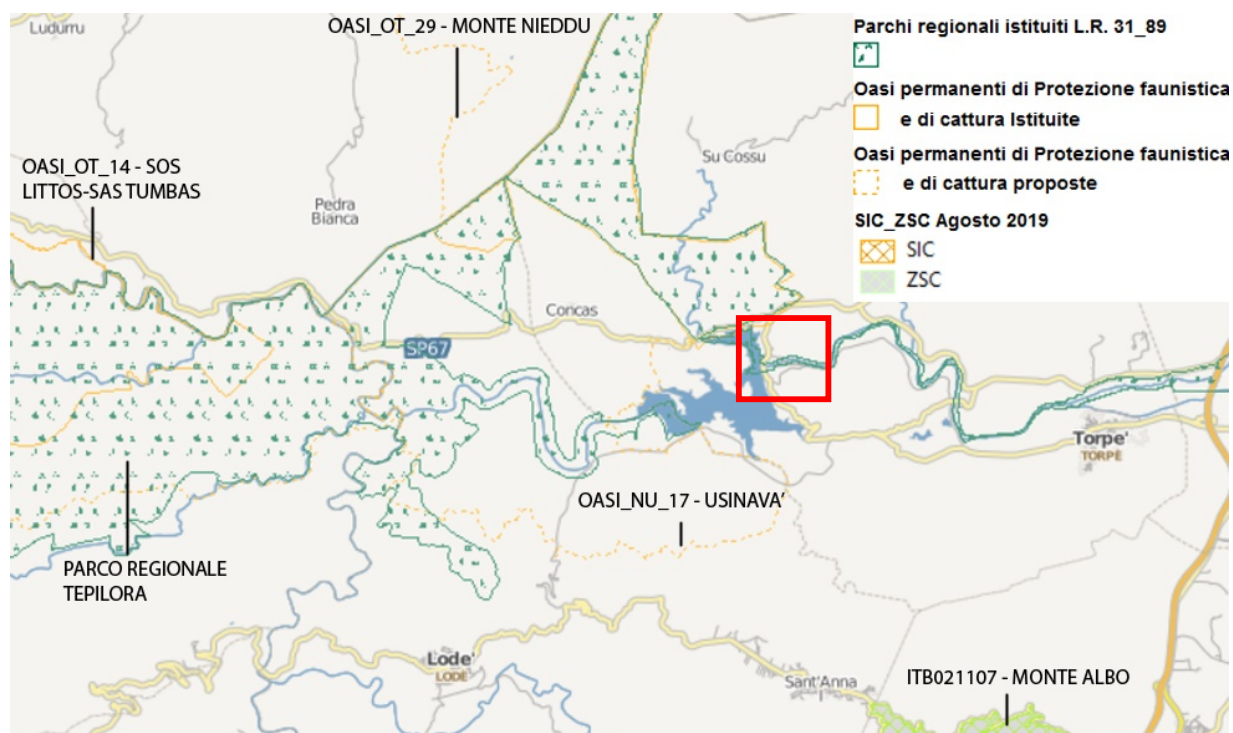 Ludurru
OASI_OT_29 - MONTE NIEDDU
Parchi regionali istituiti L.R. 31_89
Oasi permanenti di Protezione faunistica
e di cattura Istituite
Oasi permanenti di Protezione faunistica
e di cattura proposte
SIC_ZSC Agosto 2019
SIC
ZSC
OASI_OT_14 - SOS
LITTOS-SAS TUMBAS
Su Cossu
Pedra
Bianca
Concas
SP67
Torpe'
TORPÈ
OASI_NU_17 - USINAVA'
PARCO REGIONALE
TEPILORA
Lode'
LODÈ
Sant'Anna
ITB021107 - MONTE ALBO